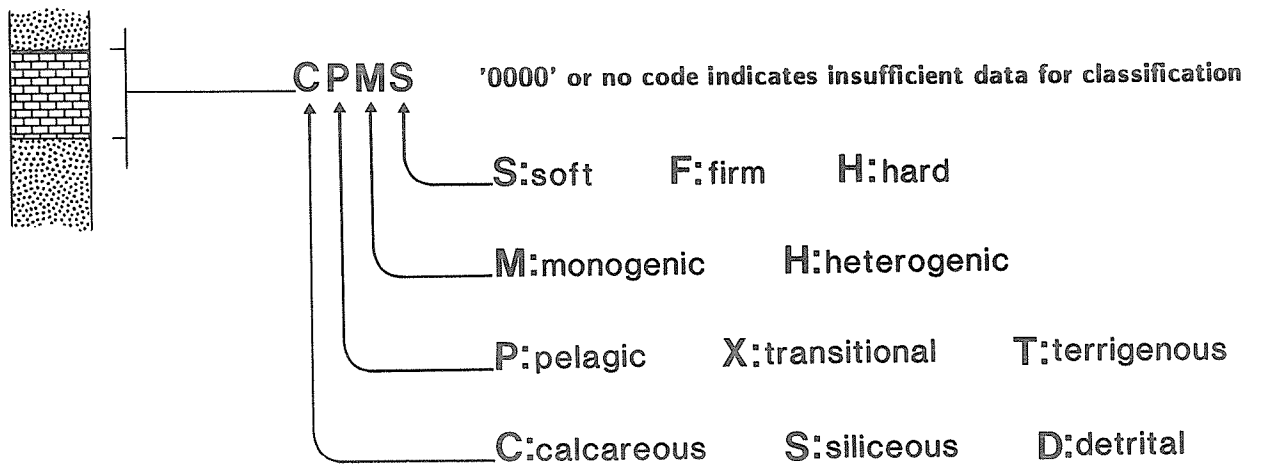 CPMS '0000' or no code indicates insufficient data for classification
S:soft F:firm H:hard
M:monogenic H:heterogenic
P:pelagic X:transitional T:terrigenous
C:calcareous S:siliceous D:detrital